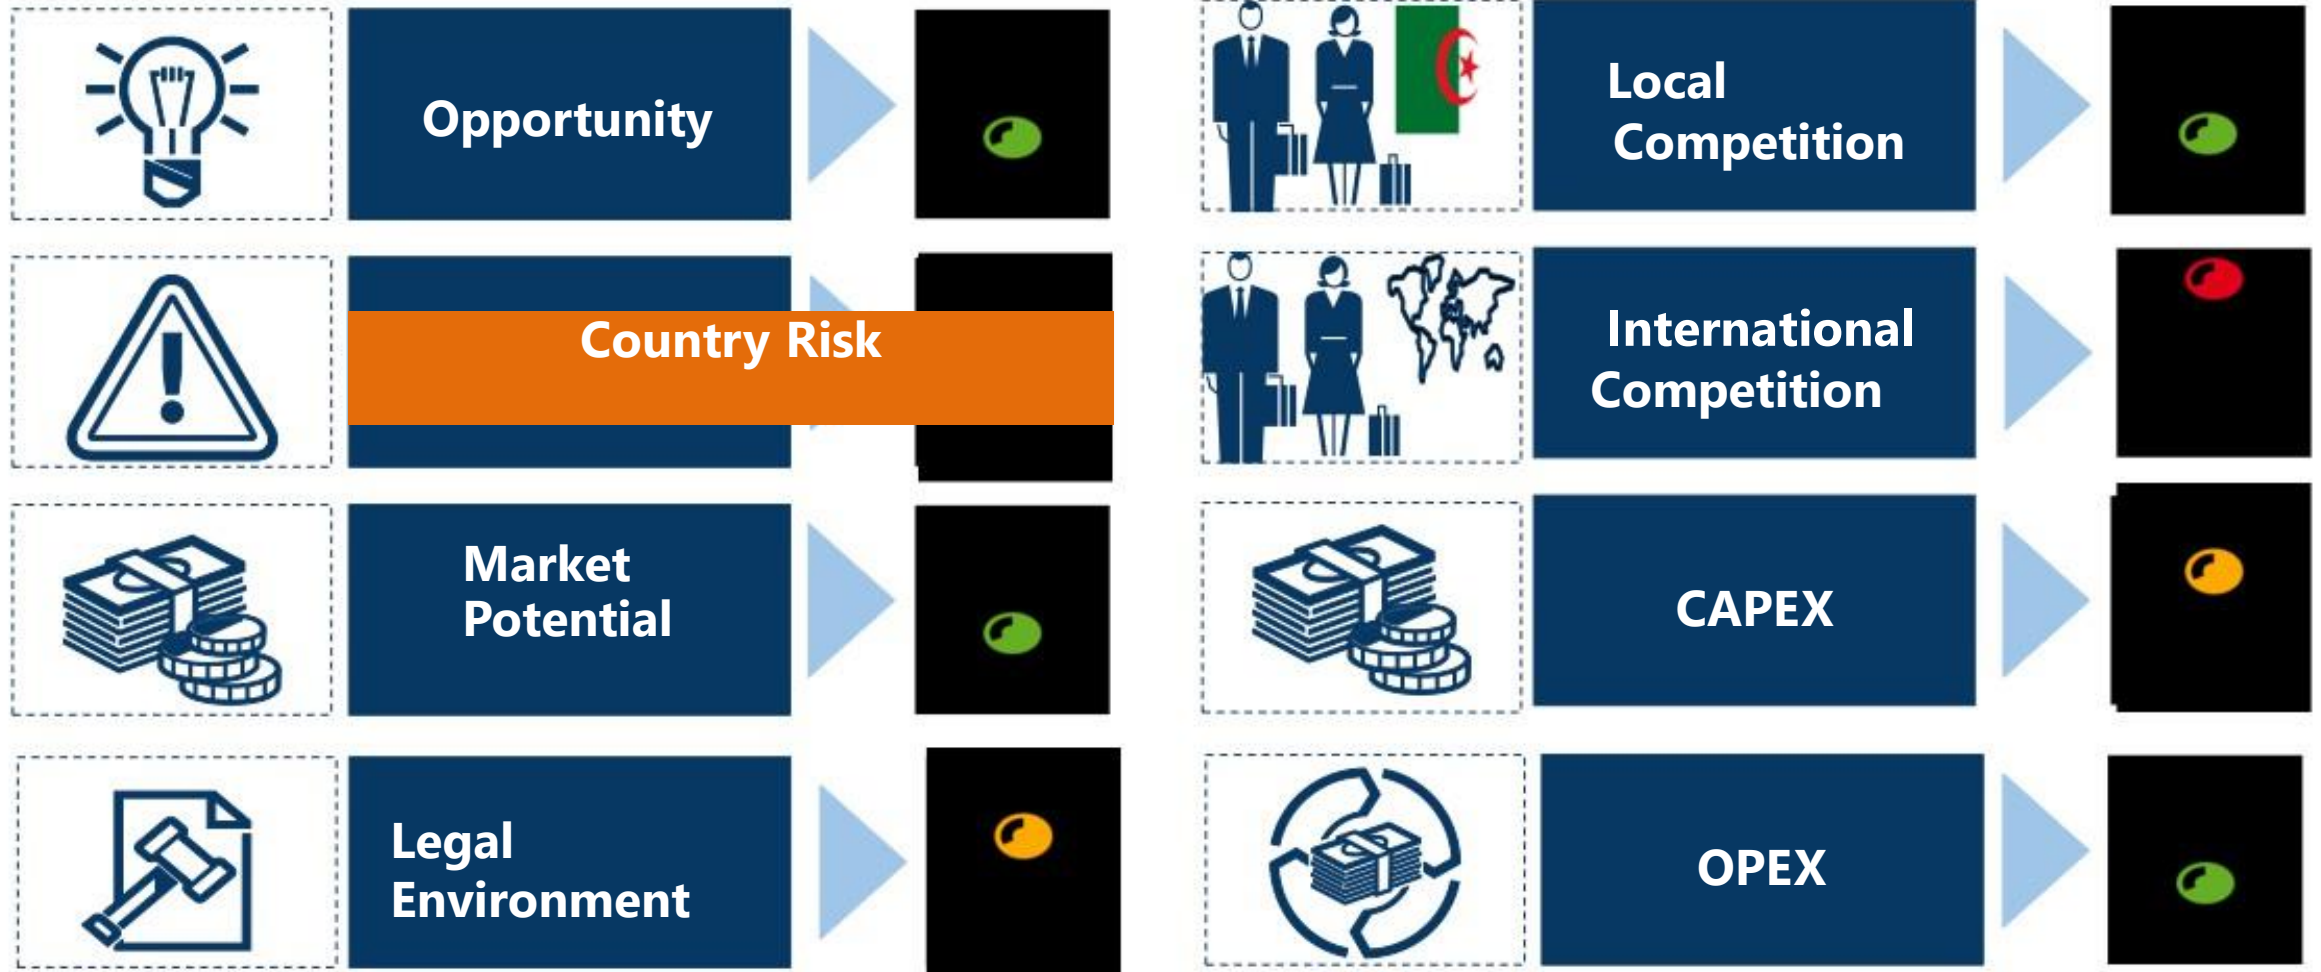 Opportunity
Country Risk
Market
Potential
Legal
Environment
Local
Competition
International
Competition
CAPEX
OPEX